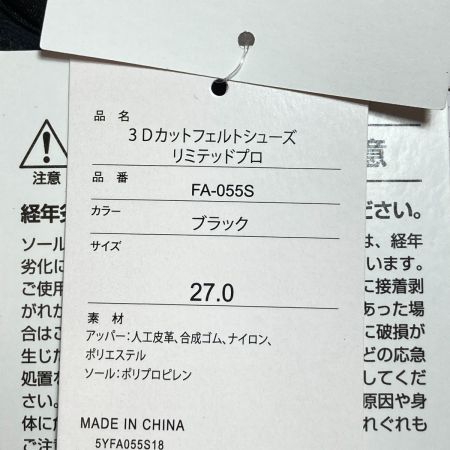 品 名
3Dカットフェルトシューズ
リミテッドプロ
品 番
FA-055S
カラー
ブラック
サイズ
27.0
素 材
アッパー:人工皮革、合成ゴム、ナイロン、
ポリエステル
ソール:ポリプロピレン
MADE IN CHINA
5YFA055S18
注意
意
経年劣
ださい。
ソール
は、経年
劣化に
います。
ご使用
に接着剥
がれか
あった場
合はこ
に破損が
生じた
どの応急
処置な
してくだ
さい。
原因や身
体に
れぐれも
ご注意